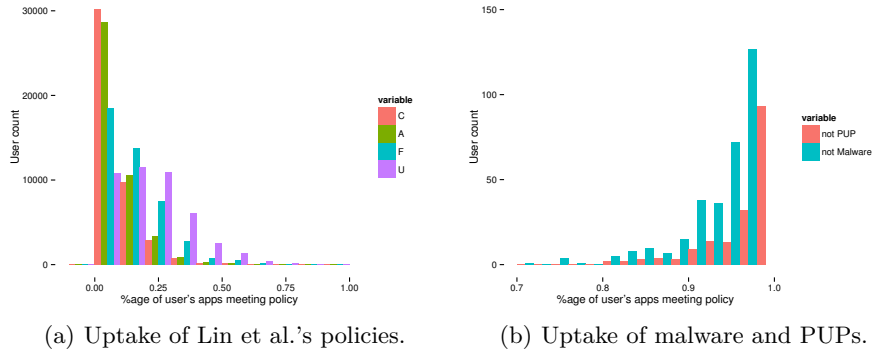 30000
20000
10000
0
User count
0.00 0.25 0.50 0.75 1.00
%age of user's apps meeting policy
variable
C
A
F
U
(a) Uptake of Lin et al.'s policies.
150
100
50
0
User count
0.7 0.8 0.9 1.0
%age of user's apps meeting policy
variable
not PUP
not Malware
(b) Uptake of malware and PUPs.